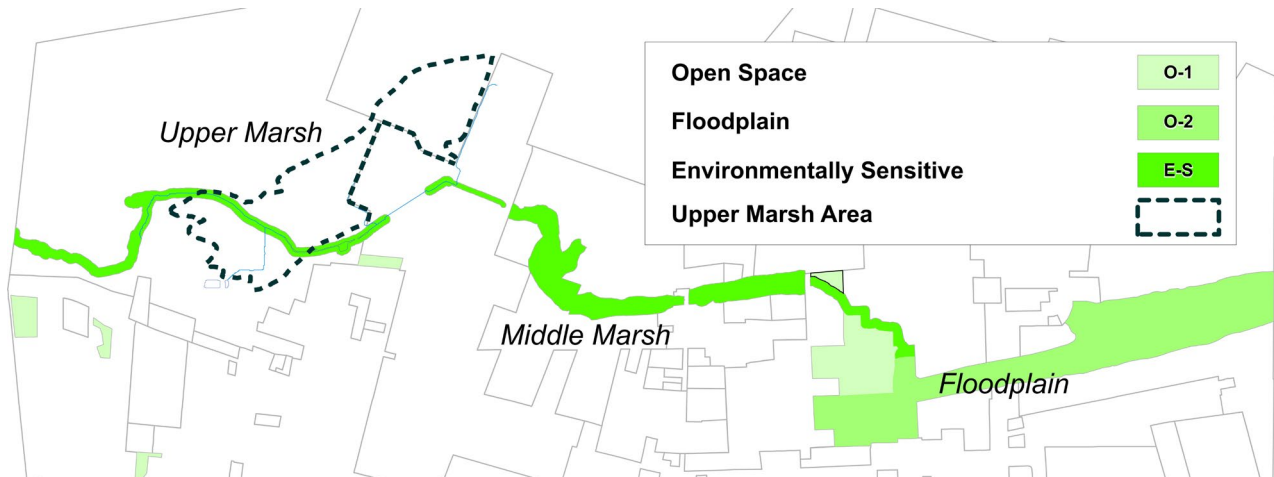 Upper Marsh
Middle Marsh
Floodplain
Open Space O-1
Floodplain O-2
Environmentally Sensitive E-S
Upper Marsh Area